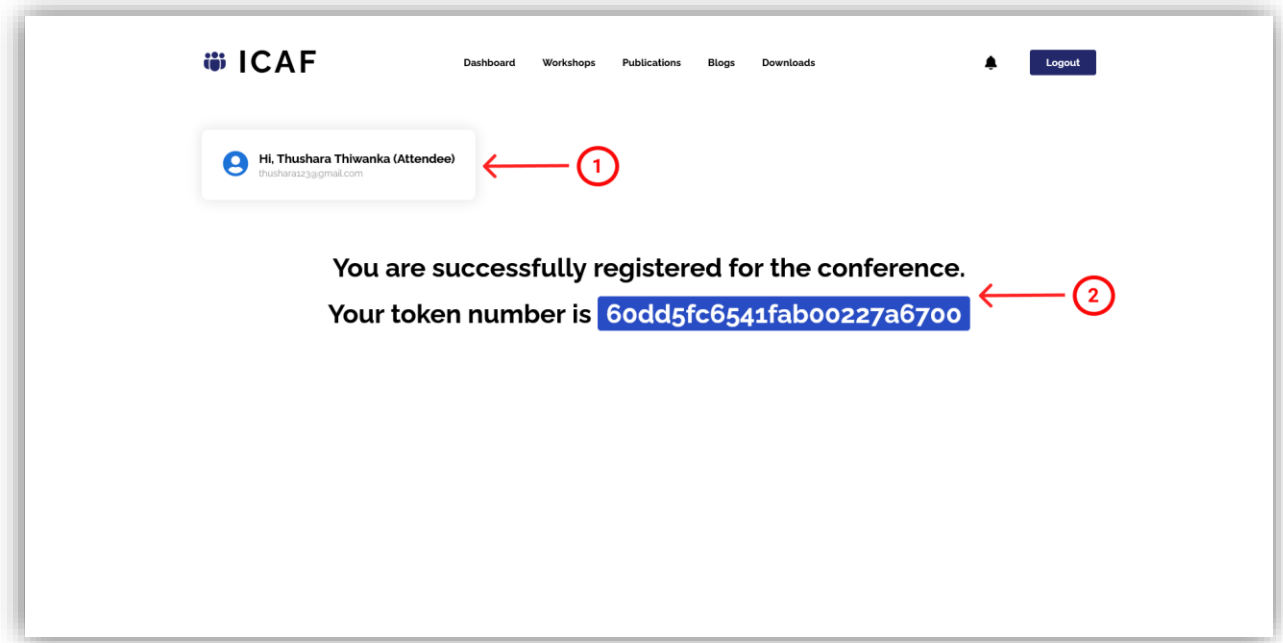 ICAF
Dashboard Workshops Publications Blogs Downloads
Logout
Hi, Thushara Thiwanka (Attendee)
thushara123@gmail.com
1
You are successfully registered for the conference.
Your token number is 60dd5fc6541fab00227a6700
2